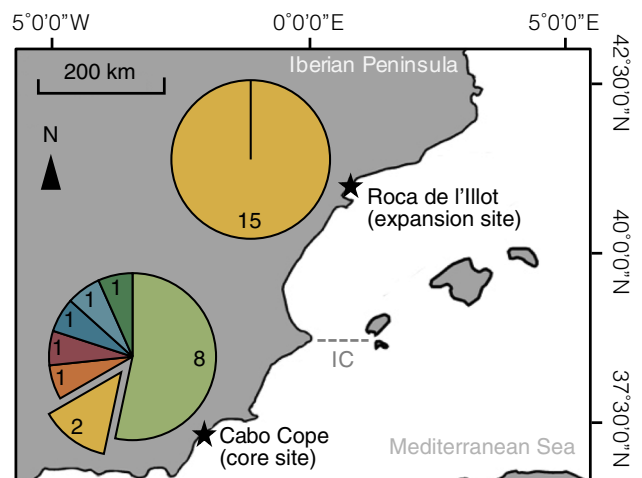 5°0'0"W
0°0'0"E
5°0'0"E
200 km
Iberian Peninsula
42°30'0"N
N
15
Roca de l'Illot
(expansion site)
40°0'0"N
1
1
1
1
1
8
2
IC
37°30'0"N
Cabo Cope
(core site)
Mediterranean Sea